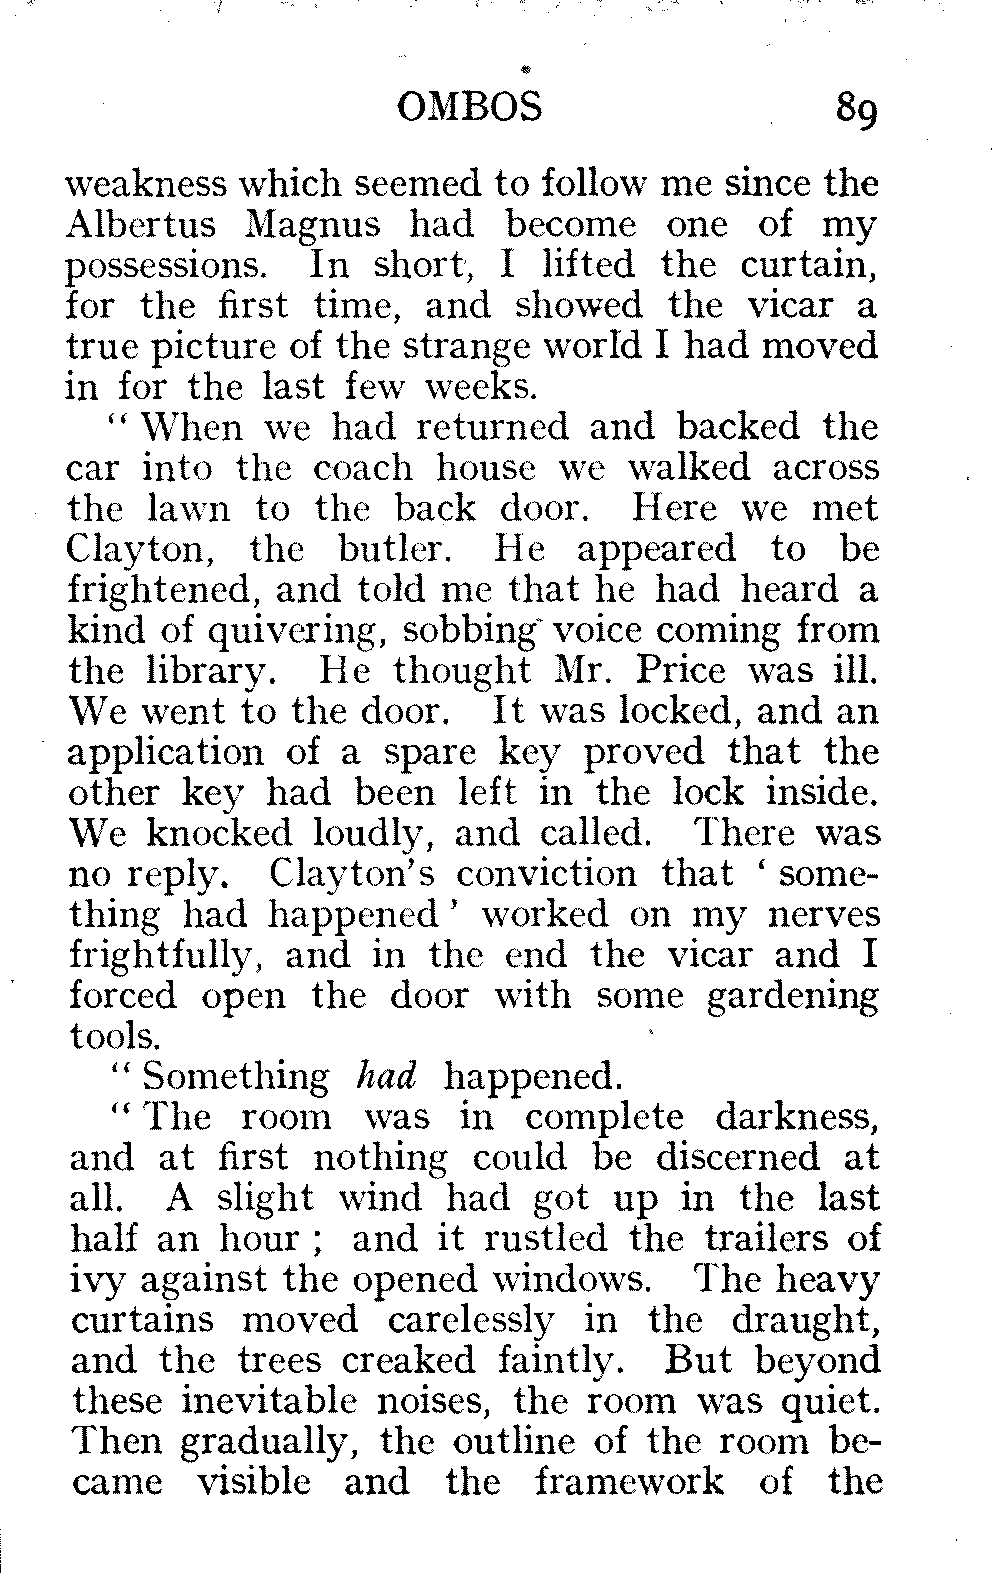 OMBOS 89
weakness which seemed to follow me since the
Albertus Magnus had become one of my
possessions. In short, I lifted the curtain,
for the first time, and showed the vicar a
true picture of the strange world I had moved
in for the last few weeks.
“ When we had returned and backed the
car into the coach house we walked across
the lawn to the back door. Here we met
Clayton, the butler. He appeared to be
frightened, and told me that he had heard a
kind of quivering, sobbing voice coming from
the library. He thought Mr. Price was ill.
We went to the door. It was locked, and an
application of a spare key proved that the
other key had been left in the lock inside.
We knocked loudly, and called. There was
no reply. Clayton’s conviction that ‘ some-
thing had happened ’ worked on my nerves
frightfully, and in the end the vicar and I
forced open the door with some gardening
tools.
“ Something had happened.
“ The room was in complete darkness,
and at first nothing could be discerned at
all. A slight wind had got up in the last
half an hour ; and it rustled the trailers of
ivy against the opened windows. The heavy
curtains moved carelessly in the draught,
and the trees creaked faintly. But beyond
these inevitable noises, the room was quiet.
Then gradually, the outline of the room be-
came visible and the framework of the